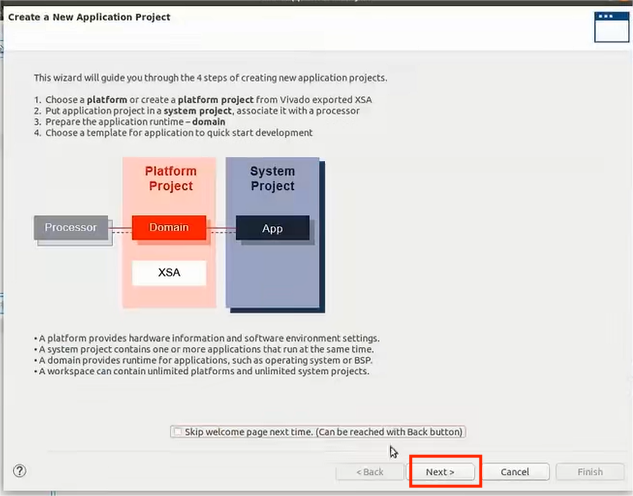 Create a New Application Project
This wizard will guide you through the 4 steps of creating new application projects.
1. Choose a platform or create a platform project from Vivado exported XSA
2. Put application project in a system project, associate it with a processor
3. Prepare the application runtime – domain
4. Choose a template for application to quick start development
Platform
Project
System
Project
Processor
Domain
App
XSA
• A platform provides hardware information and software environment settings.
• A system project contains one or more applications that run at the same time.
• A domain provides runtime for applications, such as operating system or BSP.
• A workspace can contain unlimited platforms and unlimited system projects.
Skip welcome page next time. (Can be reached with Back button)
?
< Back
Next >
Cancel
Finish